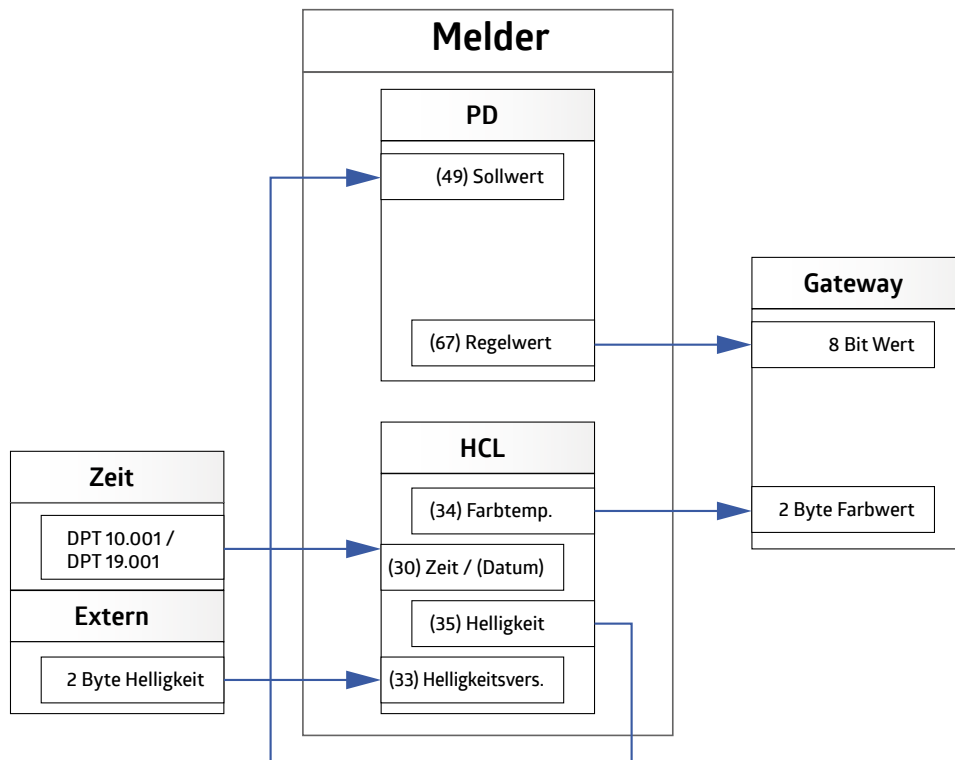 Melder
PD
(49) Sollwert
(67) Regelwert
Gateway
8 Bit Wert
2 Byte Farbwert
HCL
(34) Farbtemp.
(30) Zeit / (Datum)
(35) Helligkeit
(33) Helligkeitsvers.
Zeit
DPT 10.001 /
DPT 19.001
Extern
2 Byte Helligkeit